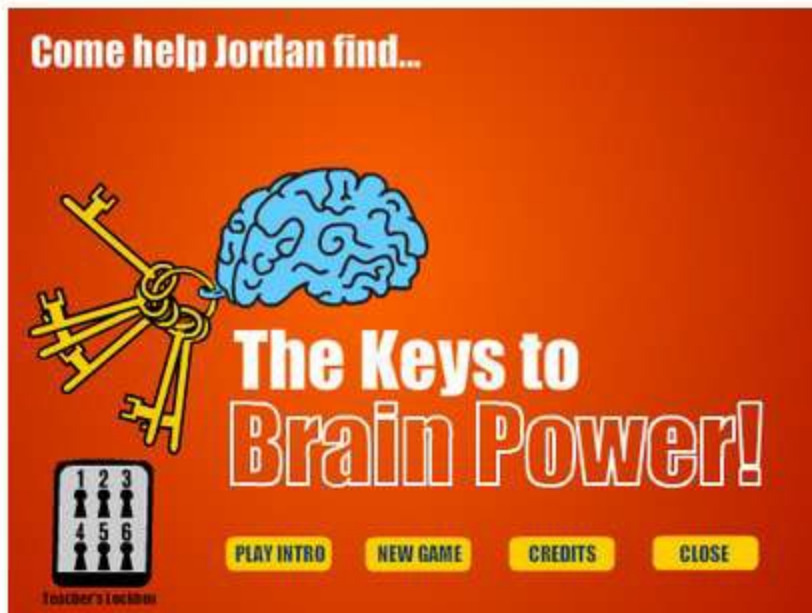 Come help Jordan find...
The Keys to
Brain Power!
1 2 3
4 5 6
PLAY INTRO NEW GAME CREDITS CLOSE
Teacher's Lockbox